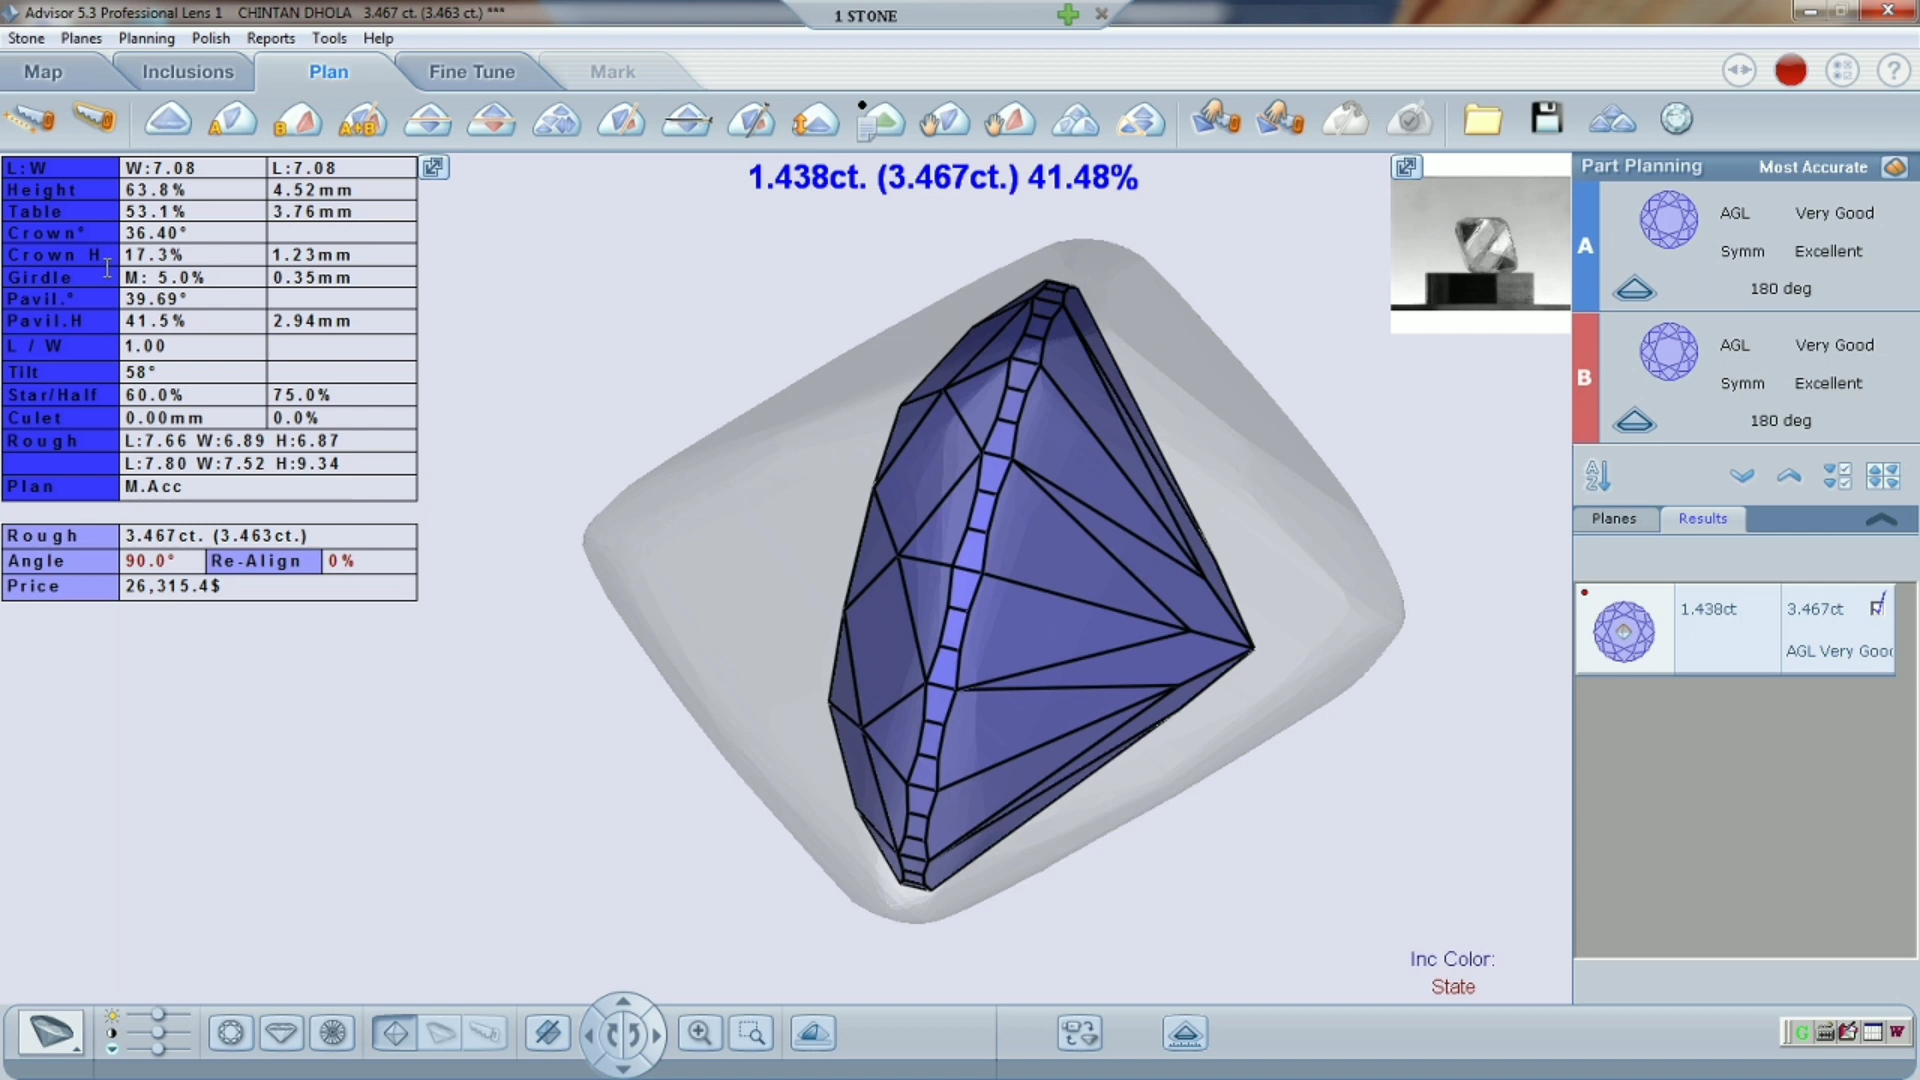 Advisor 5.3 Professional Lens 1 CHINTAN DHOLA 3.467 ct. (3.463 ct.) ***
1 STONE
Stone Planes Planning Polish Reports Tools Help
Map Inclusions Plan Fine Tune Mark
A B A+B
L:W W:7.08 L:7.08
Height 63.8% 4.52mm
Table 53.1% 3.76mm
Crown° 36.40°
Crown H 17.3% 1.23mm
Girdle M: 5.0% 0.35mm
Pavil.° 39.69°
Pavil.H 41.5% 2.94mm
L / W 1.00
Tilt 58°
Star/Half 60.0% 75.0%
Culet 0.00mm 0.0%
Rough L:7.66 W:6.89 H:6.87
L:7.80 W:7.52 H:9.34
Plan M.Acc
Rough 3.467ct. (3.463ct.)
Angle 90.0° Re-Align 0%
Price 26,315.4$
1.438ct. (3.467ct.) 41.48%
Part Planning Most Accurate
A
AGL Very Good
Symm Excellent
180 deg
B
AGL Very Good
Symm Excellent
180 deg
A
Z
Planes Results
1.438ct 3.467ct
AGL Very Good
Inc Color:
State
G W